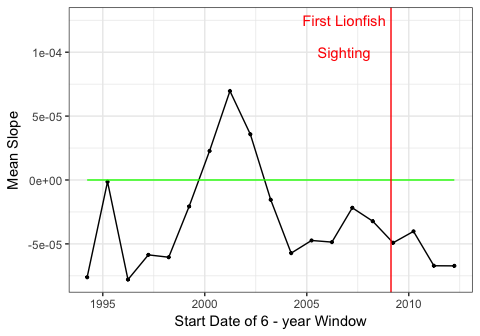 First Lionfish
Sighting
1e-04
5e-05
0e+00
-5e-05
Mean Slope
1995
2000
2005
2010
Start Date of 6 - year Window